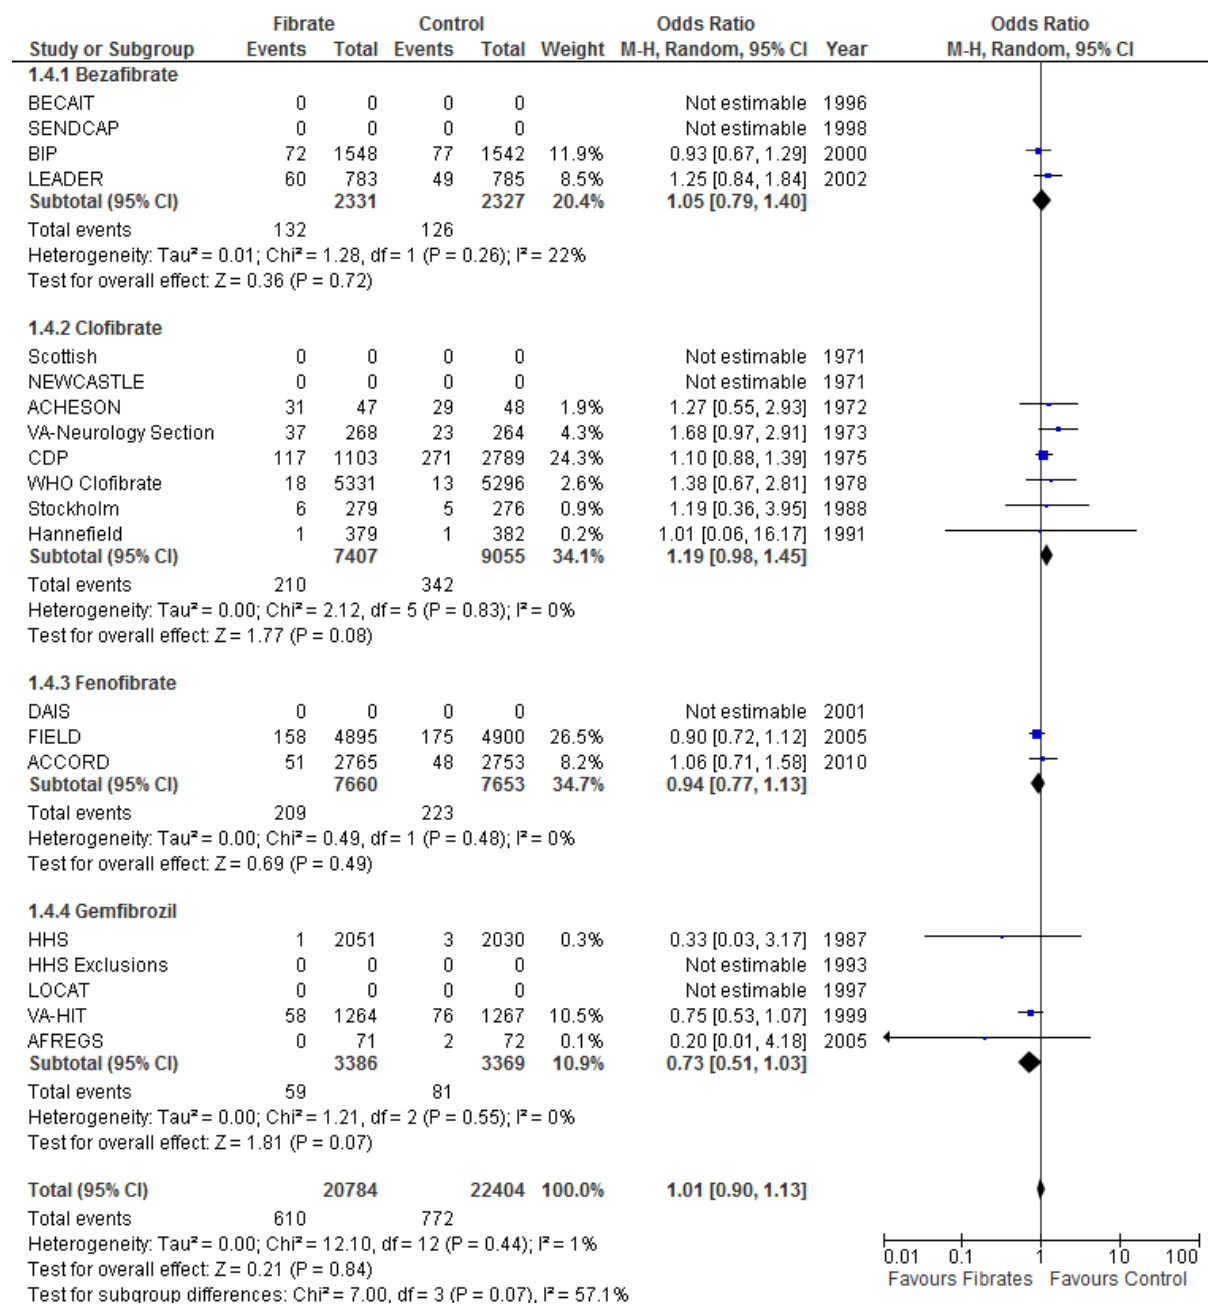 Fibrate Control Odds Ratio Odds Ratio
Study or Subgroup Events Total Events Total Weight M-H, Random, 95% CI Year M-H, Random, 95% CI
1.4.1 Bezafibrate
BECAIT 0 0 0 0 Not estimable 1996
SENDCAP 0 0 0 0 Not estimable 1998
BIP 72 1548 77 1542 11.9% 0.93 [0.67, 1.29] 2000
LEADER 60 783 49 785 8.5% 1.25 [0.84, 1.84] 2002
Subtotal (95% CI) 2331 2327 20.4% 1.05 [0.79, 1.40]
Total events 132 126
Heterogeneity: Tau² = 0.01; Chi² = 1.28, df = 1 (P = 0.26); I² = 22%
Test for overall effect: Z = 0.36 (P = 0.72)
1.4.2 Clofibrate
Scottish 0 0 0 0 Not estimable 1971
NEWCASTLE 0 0 0 0 Not estimable 1971
ACHESON 31 47 29 48 1.9% 1.27 [0.55, 2.93] 1972
VA-Neurology Section 37 268 23 264 4.3% 1.68 [0.97, 2.91] 1973
CDP 117 1103 271 2789 24.3% 1.10 [0.88, 1.39] 1975
WHO Clofibrate 18 5331 13 5296 2.6% 1.38 [0.67, 2.81] 1978
Stockholm 6 279 5 276 0.9% 1.19 [0.36, 3.95] 1988
Hannefield 1 379 1 382 0.2% 1.01 [0.06, 16.17] 1991
Subtotal (95% CI) 7407 9055 34.1% 1.19 [0.98, 1.45]
Total events 210 342
Heterogeneity: Tau² = 0.00; Chi² = 2.12, df = 5 (P = 0.83); I² = 0%
Test for overall effect: Z = 1.77 (P = 0.08)
1.4.3 Fenofibrate
DAIS 0 0 0 0 Not estimable 2001
FIELD 158 4895 175 4900 26.5% 0.90 [0.72, 1.12] 2005
ACCORD 51 2765 48 2753 8.2% 1.06 [0.71, 1.58] 2010
Subtotal (95% CI) 7660 7653 34.7% 0.94 [0.77, 1.13]
Total events 209 223
Heterogeneity: Tau² = 0.00; Chi² = 0.49, df = 1 (P = 0.48); I² = 0%
Test for overall effect: Z = 0.69 (P = 0.49)
1.4.4 Gemfibrozil
HHS 1 2051 3 2030 0.3% 0.33 [0.03, 3.17] 1987
HHS Exclusions 0 0 0 0 Not estimable 1993
LOCAT 0 0 0 0 Not estimable 1997
VA-HIT 58 1264 76 1267 10.5% 0.75 [0.53, 1.07] 1999
AFREGS 0 71 2 72 0.1% 0.20 [0.01, 4.18] 2005
Subtotal (95% CI) 3386 3369 10.9% 0.73 [0.51, 1.03]
Total events 59 81
Heterogeneity: Tau² = 0.00; Chi² = 1.21, df = 2 (P = 0.55); I² = 0%
Test for overall effect: Z = 1.81 (P = 0.07)
Total (95% CI) 20784 22404 100.0% 1.01 [0.90, 1.13]
Total events 610 772
Heterogeneity: Tau² = 0.00; Chi² = 12.10, df = 12 (P = 0.44); I² = 1%
Test for overall effect: Z = 0.21 (P = 0.84)
Test for subgroup differences: Chi² = 7.00, df = 3 (P = 0.07), I² = 57.1%
0.01 0.1 1 10 100
Favours Fibrates Favours Control